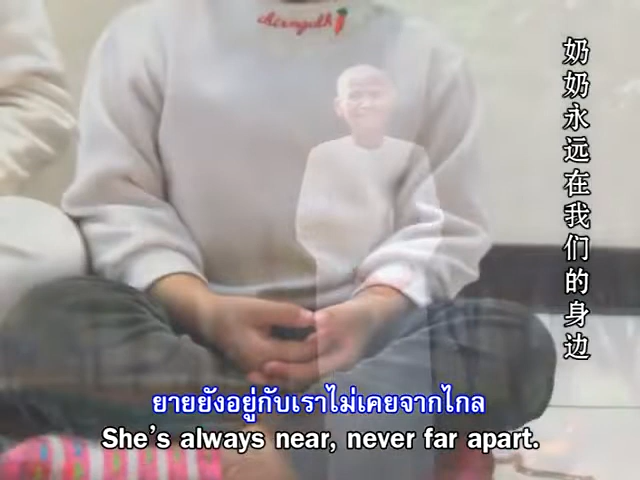 奶奶永远在我们的身边
ยายยังอยู่กับเราไม่เคยจากไกล
She's always near, never far apart.